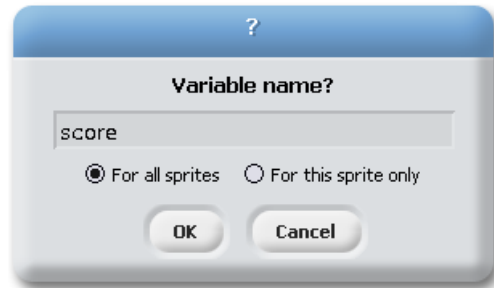 ?
Variable name?
score
For all sprites For this sprite only
OK Cancel